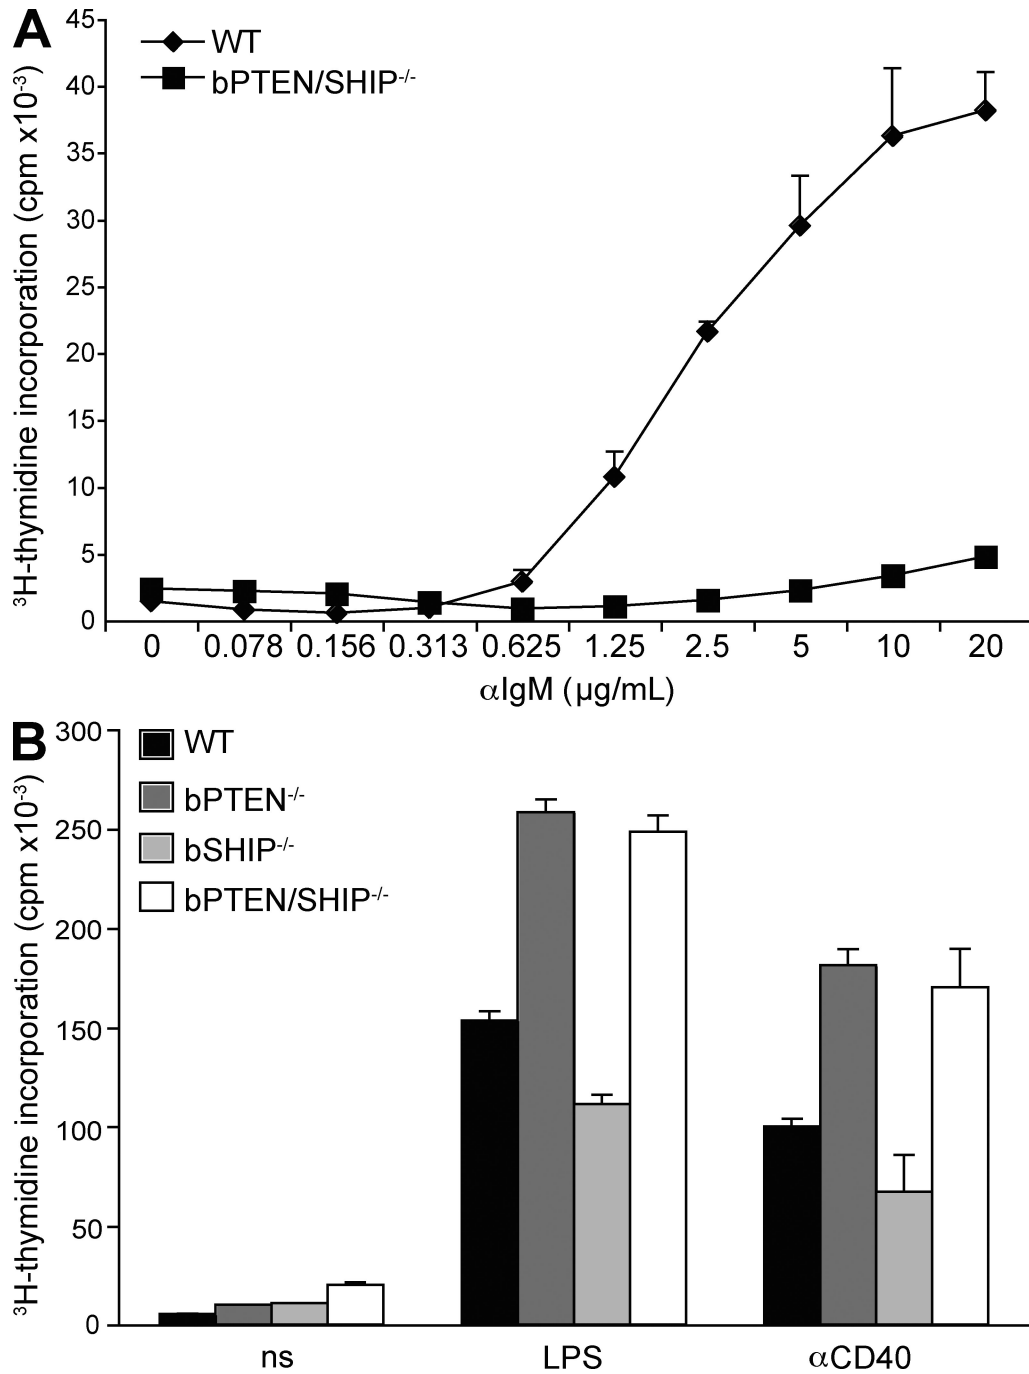 A
45
40
35
30
25
20
15
10
5
0
³H-thymidine incorporation (cpm x10⁻³)
WT
bPTEN/SHIP⁻/⁻
0 0.078 0.156 0.313 0.625 1.25 2.5 5 10 20
αIgM (µg/mL)
B
300
250
200
150
100
50
0
³H-thymidine incorporation (cpm x10⁻³)
WT
bPTEN⁻/⁻
bSHIP⁻/⁻
bPTEN/SHIP⁻/⁻
ns LPS αCD40